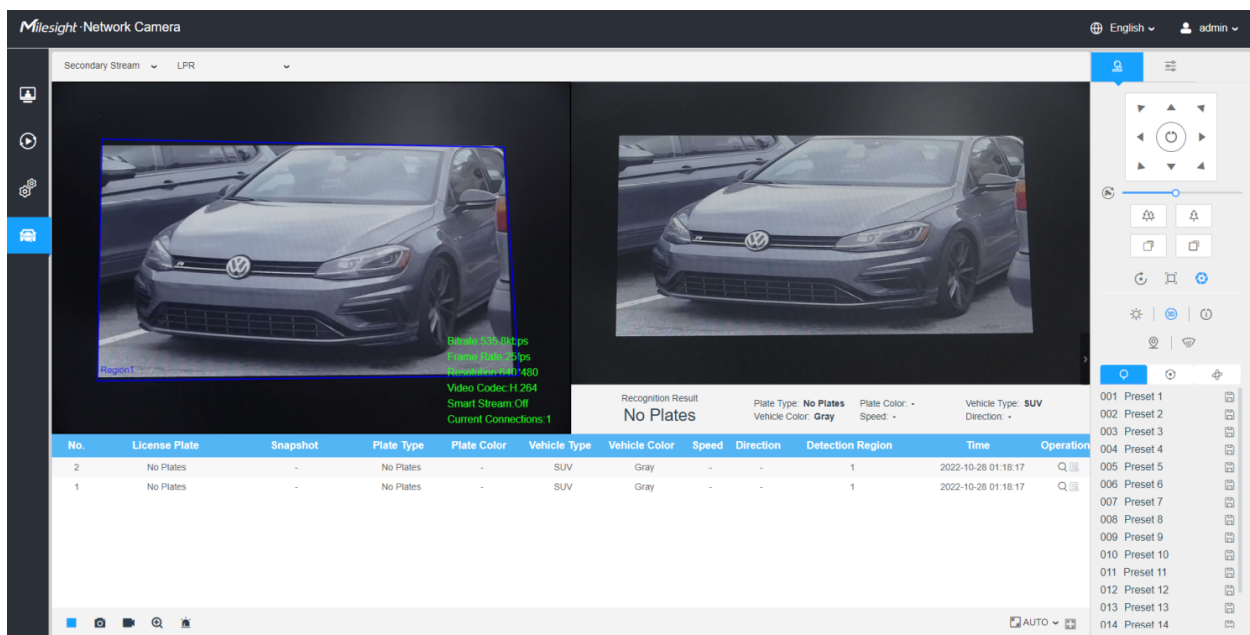 Milesight · Network Camera
English
admin
Secondary Stream
LPR
Region1
Bitrate:535.8kbps
Frame Rate:25fps
Resolution:640*480
Video Codec:H.264
Smart Stream:Off
Current Connections:1
Recognition Result
No Plates
Plate Type: No Plates Plate Color: - Vehicle Type: SUV
Vehicle Color: Gray Speed: - Direction: -
No. License Plate Snapshot Plate Type Plate Color Vehicle Type Vehicle Color Speed Direction Detection Region Time Operation
2 No Plates - No Plates - SUV Gray - - 1 2022-10-28 01:18:17
1 No Plates - No Plates - SUV Gray - - 1 2022-10-28 01:18:17
AUTO
3D
001 Preset 1
002 Preset 2
003 Preset 3
004 Preset 4
005 Preset 5
006 Preset 6
007 Preset 7
008 Preset 8
009 Preset 9
010 Preset 10
011 Preset 11
012 Preset 12
013 Preset 13
014 Preset 14